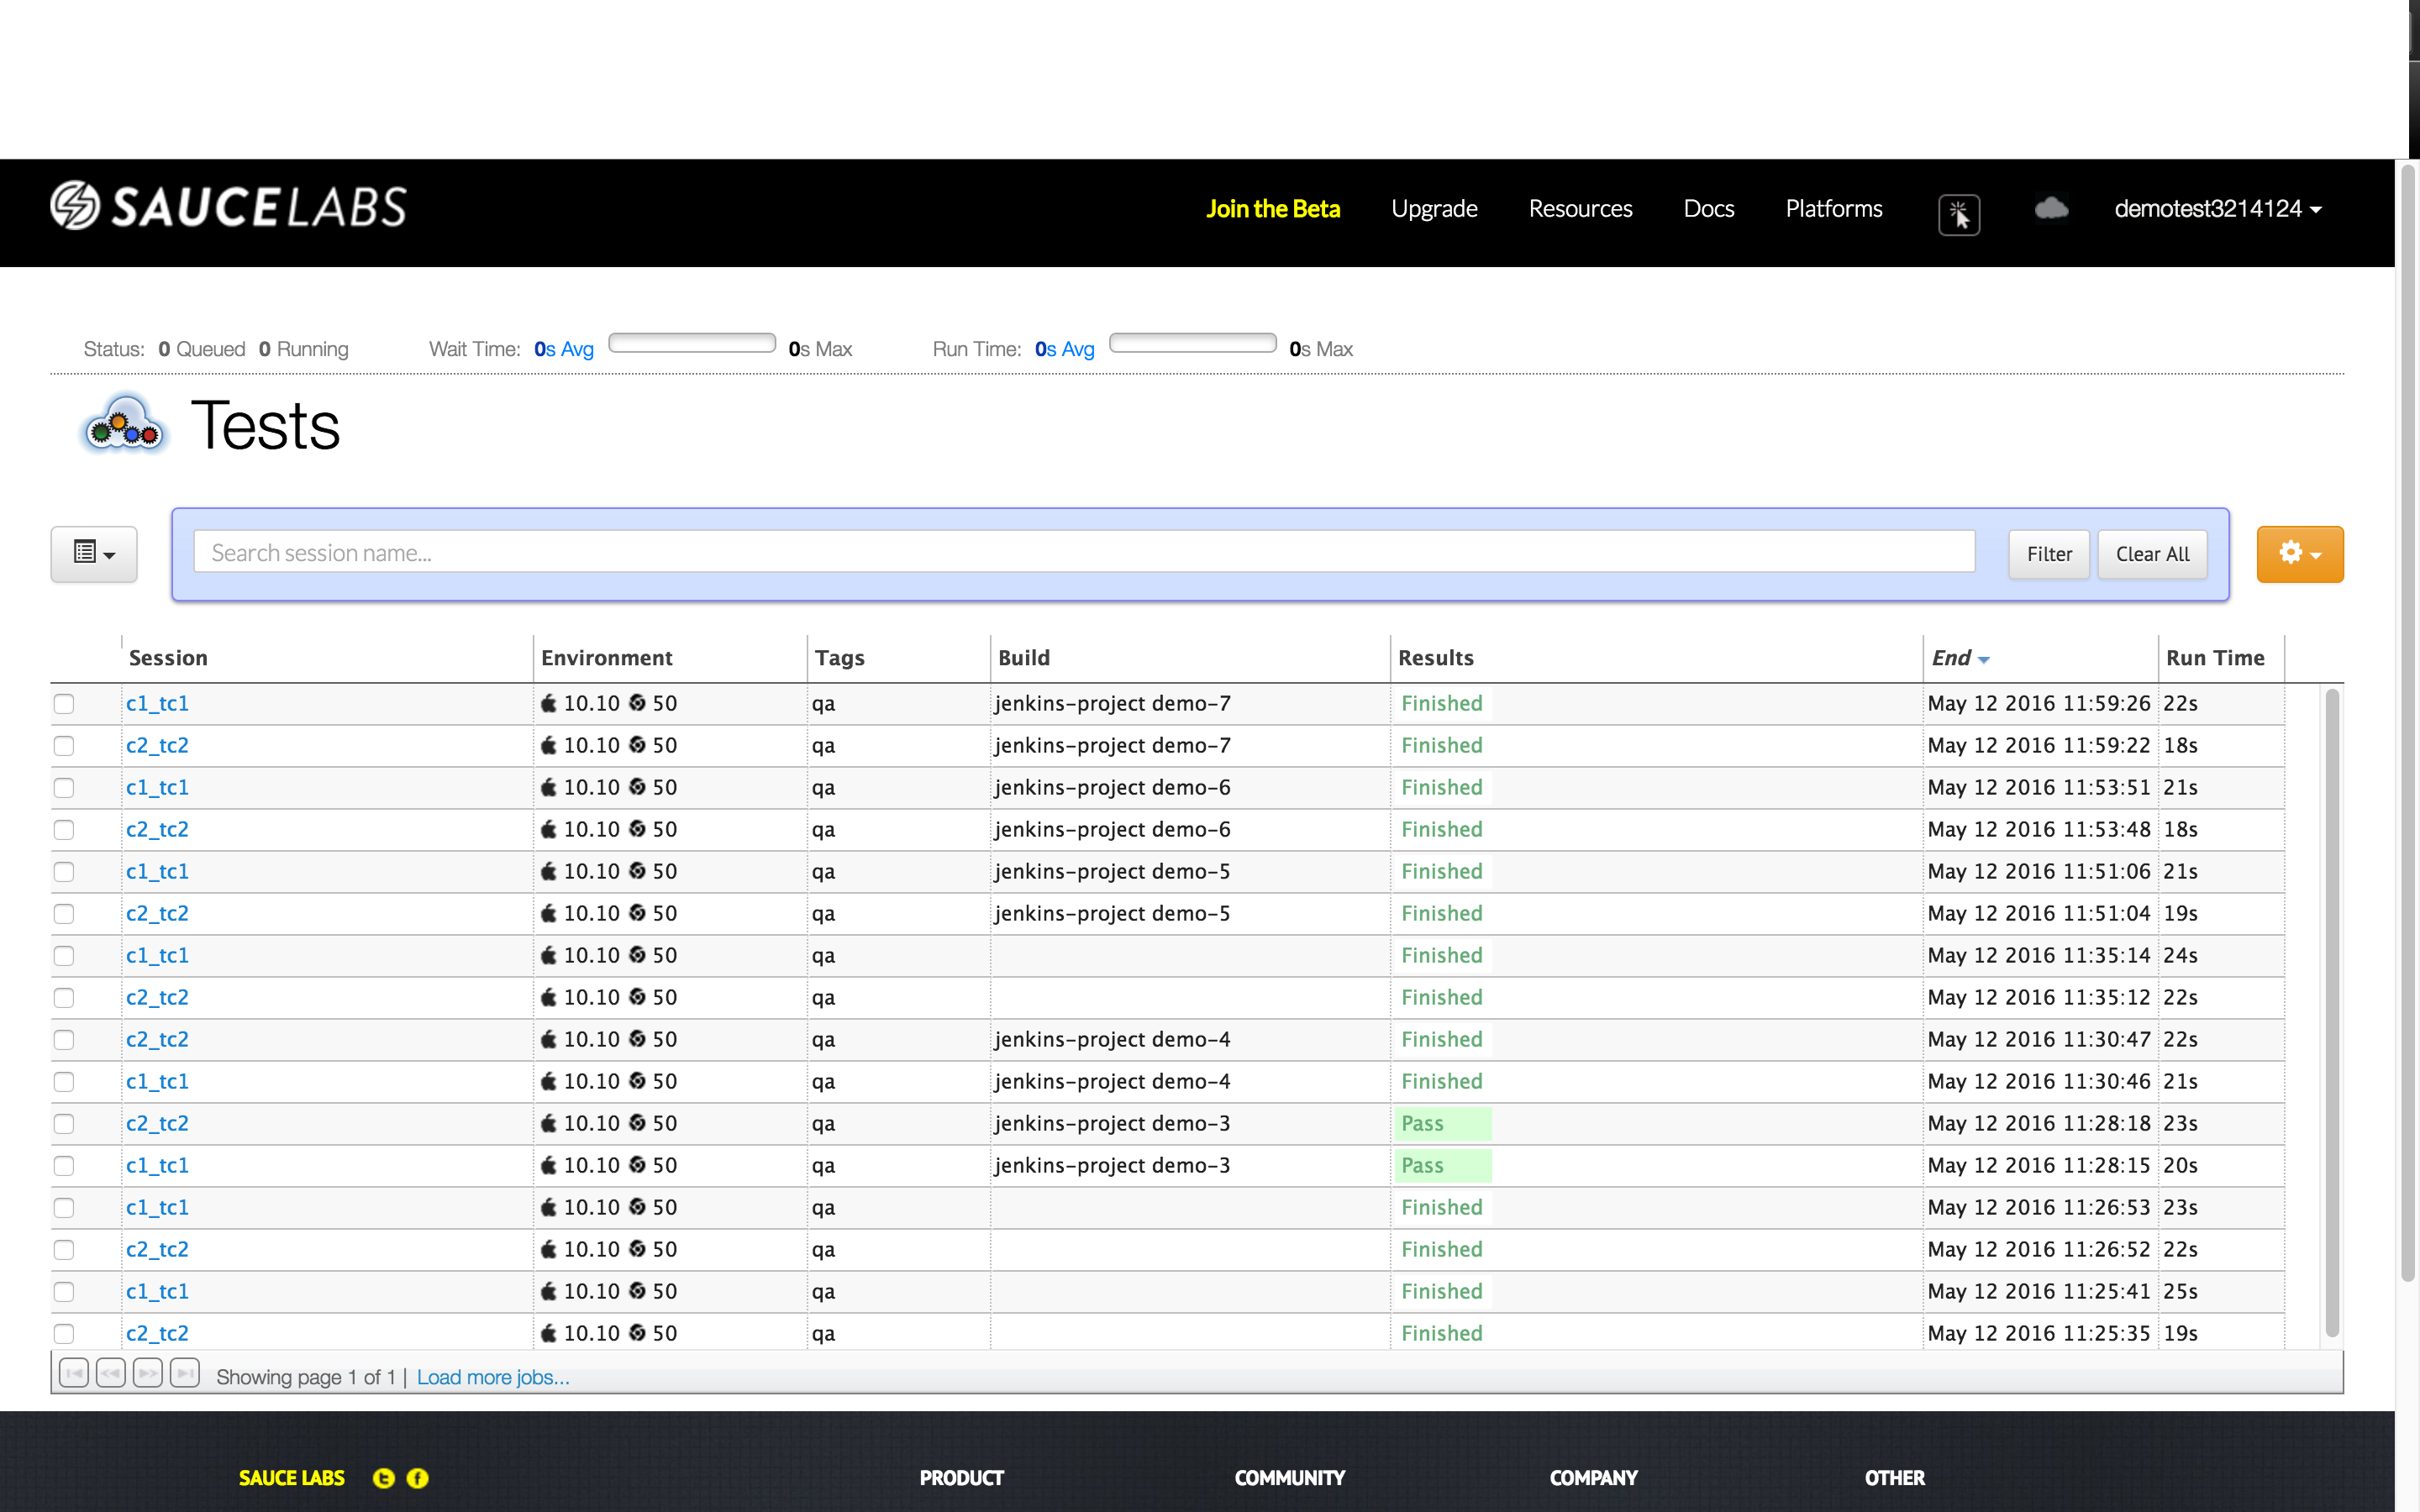 SAUCELABS Join the Beta Upgrade Resources Docs Platforms demotest3214124
Status: 0 Queued 0 Running Wait Time: 0s Avg 0s Max Run Time: 0s Avg 0s Max
Tests
Search session name... Filter Clear All
Session Environment Tags Build Results End Run Time
c1_tc1 10.10 50 qa jenkins-project demo-7 Finished May 12 2016 11:59:26 22s
c2_tc2 10.10 50 qa jenkins-project demo-7 Finished May 12 2016 11:59:22 18s
c1_tc1 10.10 50 qa jenkins-project demo-6 Finished May 12 2016 11:53:51 21s
c2_tc2 10.10 50 qa jenkins-project demo-6 Finished May 12 2016 11:53:48 18s
c1_tc1 10.10 50 qa jenkins-project demo-5 Finished May 12 2016 11:51:06 21s
c2_tc2 10.10 50 qa jenkins-project demo-5 Finished May 12 2016 11:51:04 19s
c1_tc1 10.10 50 qa Finished May 12 2016 11:35:14 24s
c2_tc2 10.10 50 qa Finished May 12 2016 11:35:12 22s
c2_tc2 10.10 50 qa jenkins-project demo-4 Finished May 12 2016 11:30:47 22s
c1_tc1 10.10 50 qa jenkins-project demo-4 Finished May 12 2016 11:30:46 21s
c2_tc2 10.10 50 qa jenkins-project demo-3 Pass May 12 2016 11:28:18 23s
c1_tc1 10.10 50 qa jenkins-project demo-3 Pass May 12 2016 11:28:15 20s
c1_tc1 10.10 50 qa Finished May 12 2016 11:26:53 23s
c2_tc2 10.10 50 qa Finished May 12 2016 11:26:52 22s
c1_tc1 10.10 50 qa Finished May 12 2016 11:25:41 25s
c2_tc2 10.10 50 qa Finished May 12 2016 11:25:35 19s
Showing page 1 of 1 | Load more jobs...
SAUCE LABS PRODUCT COMMUNITY COMPANY OTHER